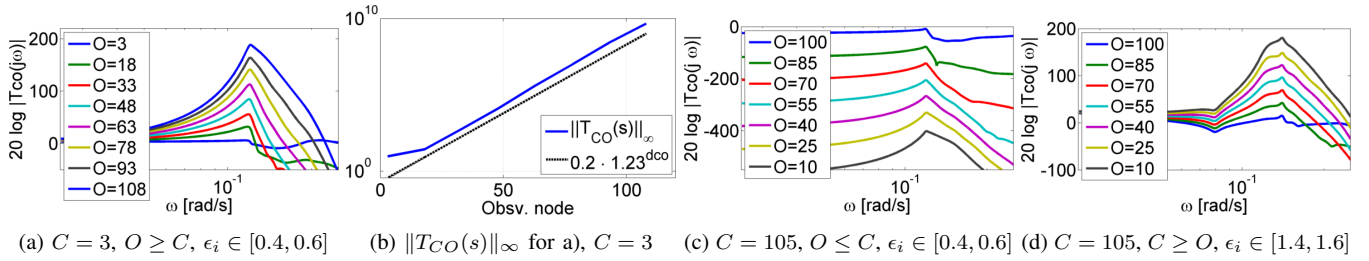 20 log |Tco(jω)|
200
100
0
O=3
O=18
O=33
O=48
O=63
O=78
O=93
O=108
10^-1
ω [rad/s]
(a) C = 3, O ≥ C, ϵ_i ∈ [0.4, 0.6]
10^10
10^0
||T_CO(s)||_∞
0.2 · 1.23^dco
0
50
100
Obsv. node
(b) ‖T_CO(s)‖_∞ for a), C = 3
20 log |Tco(j ω)|
0
-200
-400
O=100
O=85
O=70
O=55
O=40
O=25
O=10
10^-1
ω [rad/s]
(c) C = 105, O ≤ C, ϵ_i ∈ [0.4, 0.6]
20 log |Tco(j ω)|
200
100
0
-100
O=100
O=85
O=70
O=55
O=40
O=25
O=10
10^-1
ω [rad/s]
(d) C = 105, C ≥ O, ϵ_i ∈ [1.4, 1.6]